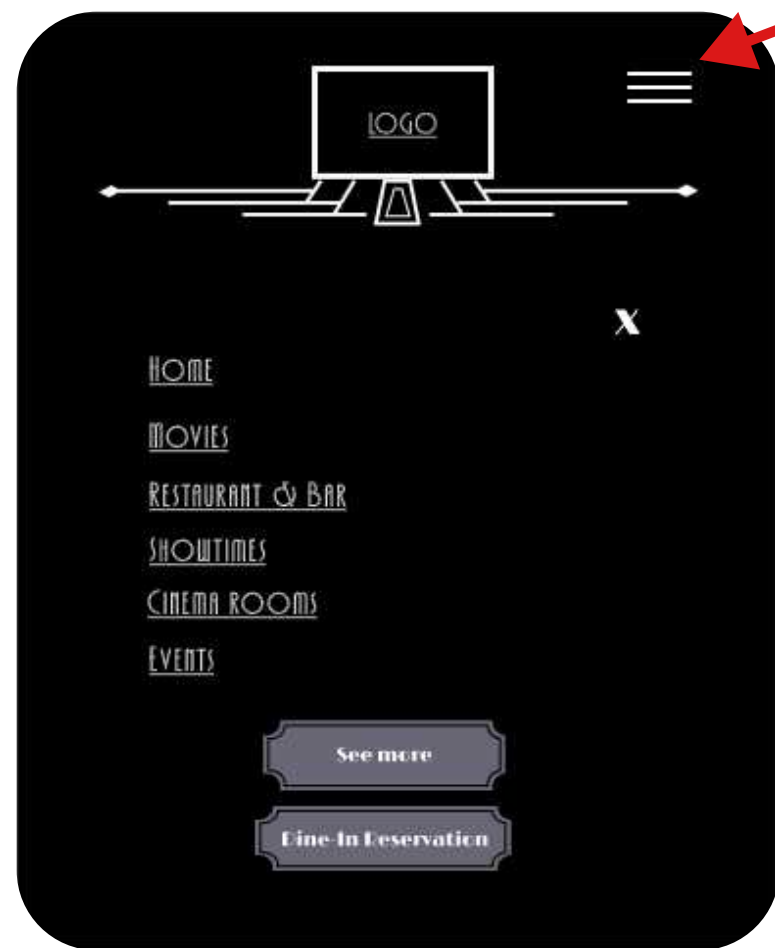 LOGO
X
Home
Movies
Restaurant & Bar
Showtimes
Cinema rooms
Events
See more
Dine-In Reservation